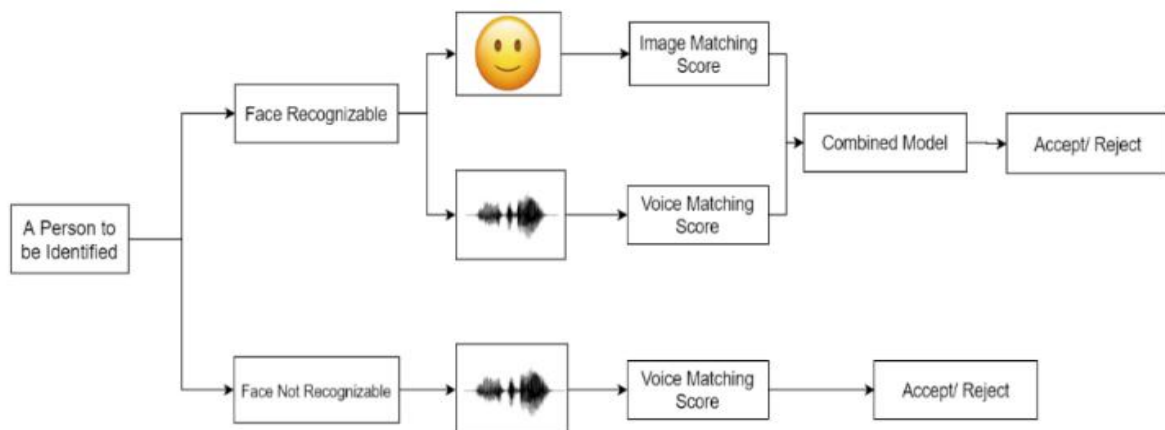 Image Matching
Score
Face Recognizable
Combined Model
Accept/ Reject
Voice Matching
Score
A Person to
be Identified
Face Not Recognizable
Voice Matching
Score
Accept/ Reject